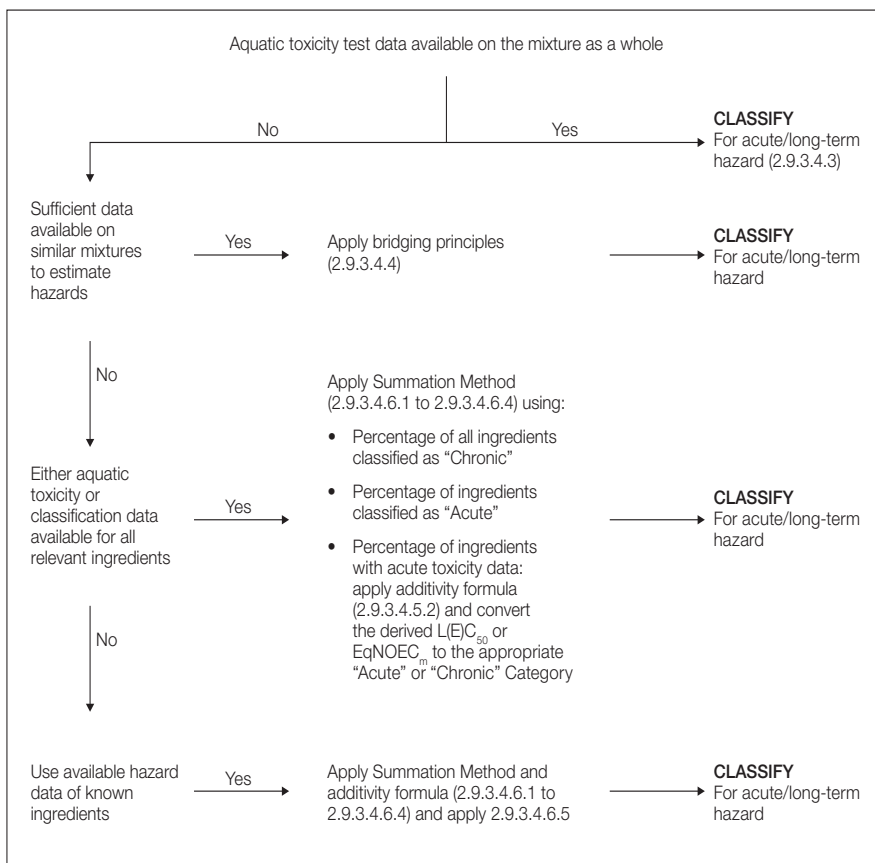 Aquatic toxicity test data available on the mixture as a whole
No
Yes
CLASSIFY
For acute/long-term
hazard (2.9.3.4.3)
Sufficient data
available on
similar mixtures
to estimate
hazards
Yes
Apply bridging principles
(2.9.3.4.4)
CLASSIFY
For acute/long-term
hazard
No
Either aquatic
toxicity or
classification data
available for all
relevant ingredients
Yes
Apply Summation Method
(2.9.3.4.6.1 to 2.9.3.4.6.4) using:
• Percentage of all ingredients
classified as “Chronic”
• Percentage of ingredients
classified as “Acute”
• Percentage of ingredients
with acute toxicity data:
apply additivity formula
(2.9.3.4.5.2) and convert
the derived L(E)C50 or
EqNOECm to the appropriate
“Acute” or “Chronic” Category
CLASSIFY
For acute/long-term
hazard
No
Use available hazard
data of known
ingredients
Yes
Apply Summation Method and
additivity formula (2.9.3.4.6.1 to
2.9.3.4.6.4) and apply 2.9.3.4.6.5
CLASSIFY
For acute/long-term
hazard